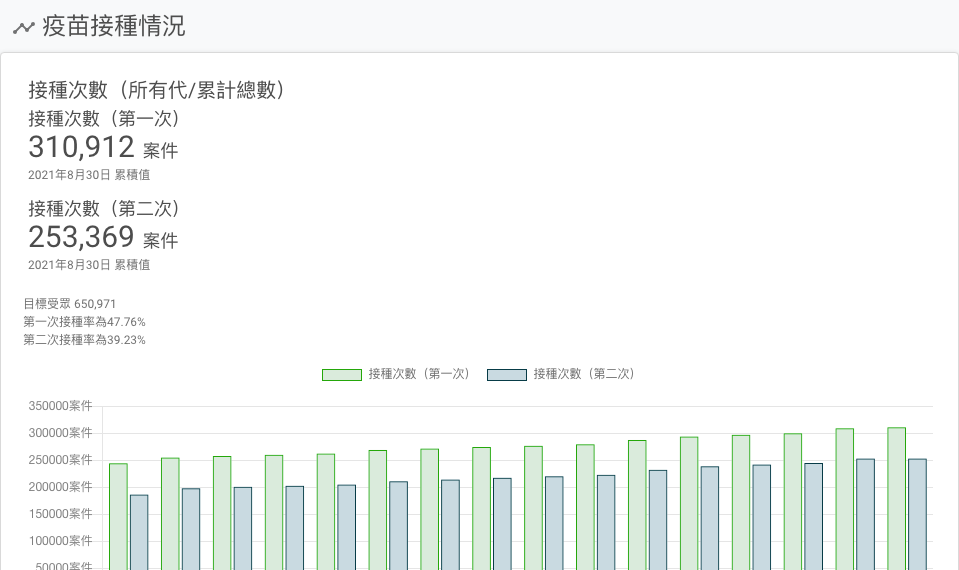 疫苗接種情況
接種次數（所有代/累計總數）
接種次數（第一次）
310,912 案件
2021年8月30日 累積值
接種次數（第二次）
253,369 案件
2021年8月30日 累積值
目標受眾 650,971
第一次接種率為47.76%
第二次接種率為39.23%
接種次數（第一次） 接種次數（第二次）
350000案件
300000案件
250000案件
200000案件
150000案件
100000案件
50000案件